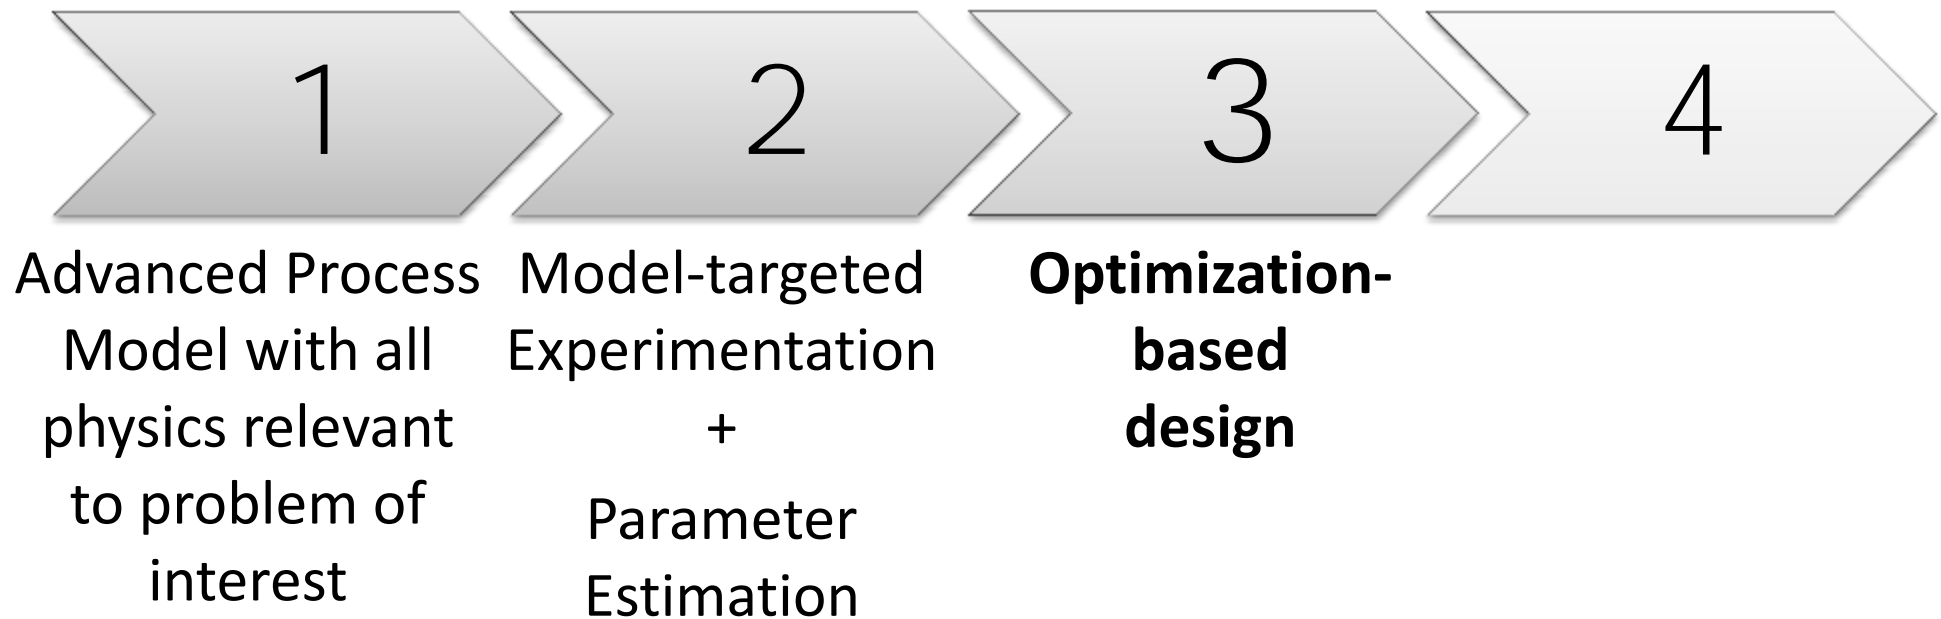 1
2
3
4
Advanced Process
Model with all
physics relevant
to problem of
interest
Model-targeted
Experimentation
+
Parameter
Estimation
Optimization-
based
design